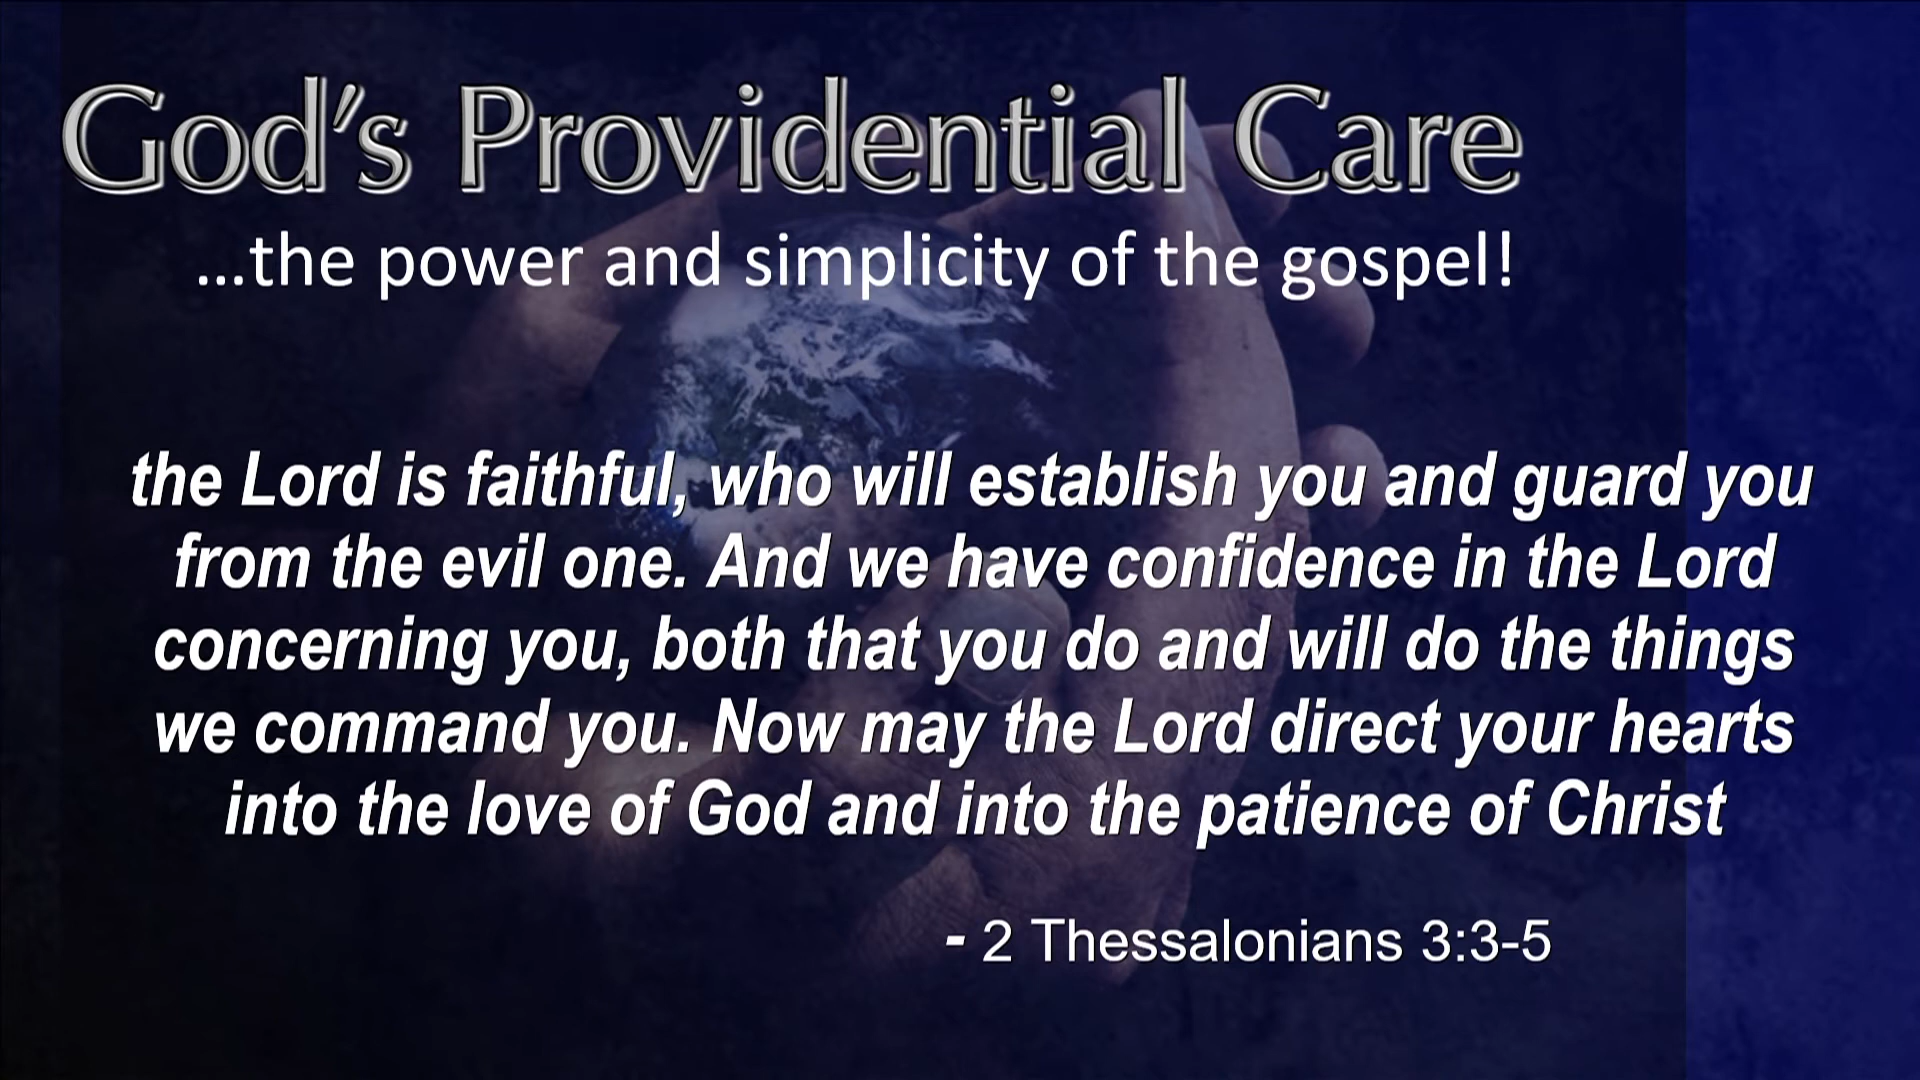 God's Providential Care
...the power and simplicity of the gospel!
the Lord is faithful, who will establish you and guard you
from the evil one. And we have confidence in the Lord
concerning you, both that you do and will do the things
we command you. Now may the Lord direct your hearts
into the love of God and into the patience of Christ
- 2 Thessalonians 3:3-5